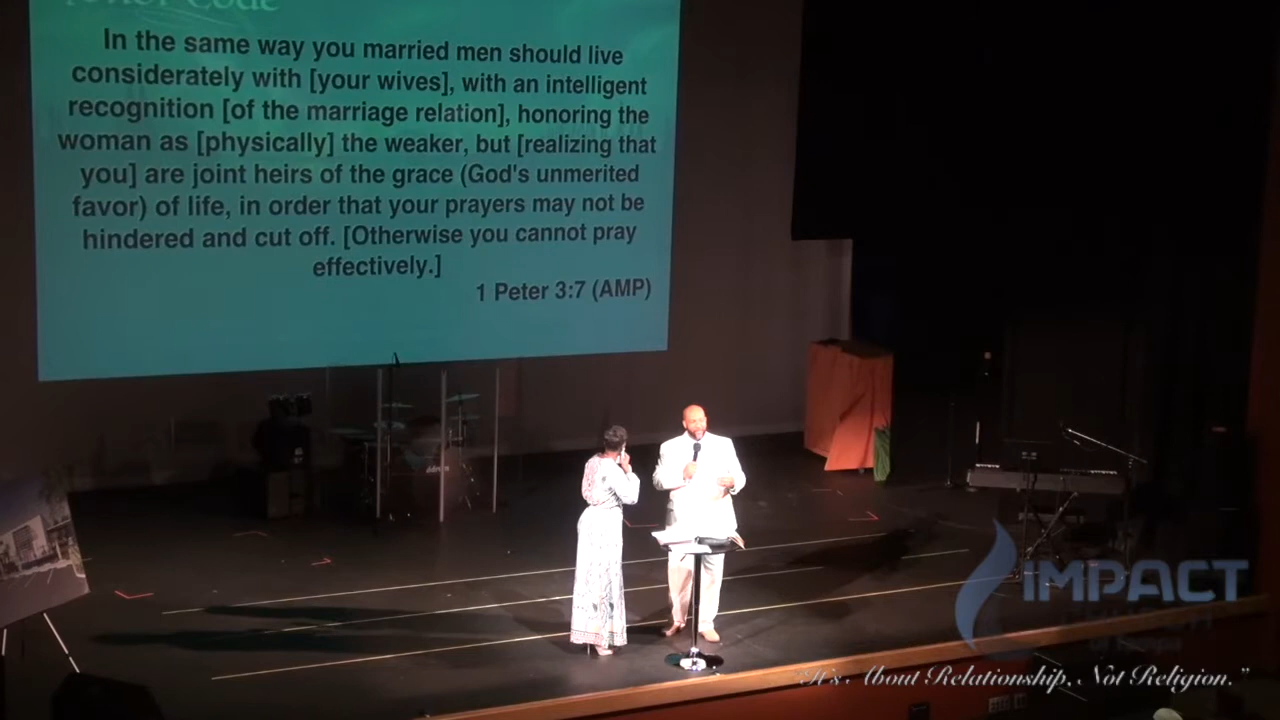 Honor Code
In the same way you married men should live
considerately with [your wives], with an intelligent
recognition [of the marriage relation], honoring the
woman as [physically] the weaker, but [realizing that
you] are joint heirs of the grace (God's unmerited
favor) of life, in order that your prayers may not be
hindered and cut off. [Otherwise you cannot pray
effectively.]
1 Peter 3:7 (AMP)
IMPACT
"It's About Relationship, Not Religion."